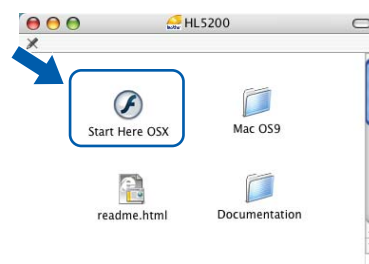 HL5200
Start Here OSX
Mac OS9
readme.html
Documentation